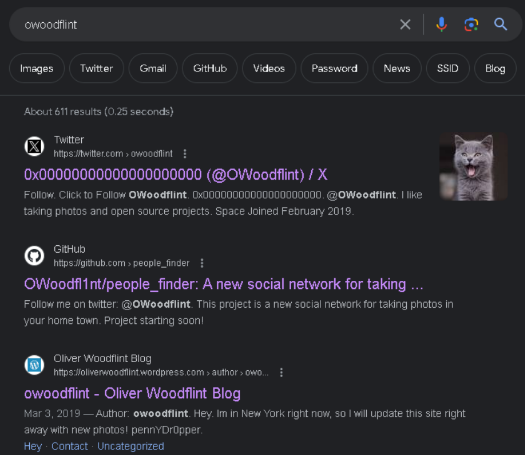 owoodflint
Images Twitter Gmail GitHub Videos Password News SSID Blog
About 611 results (0.25 seconds)
Twitter
https://twitter.com › owoodflint
0x00000000000000000000 (@OWoodflint) / X
Follow. Click to Follow OWoodflint. 0x00000000000000000000. @OWoodflint. I like
taking photos and open source projects. Space Joined February 2019.
GitHub
https://github.com › people_finder
OWoodfl1nt/people_finder: A new social network for taking ...
Follow me on twitter: @OWoodflint. This project is a new social network for taking photos in
your home town. Project starting soon!
Oliver Woodflint Blog
https://oliverwoodflint.wordpress.com › author › owo...
owoodflint - Oliver Woodflint Blog
Mar 3, 2019 — Author: owoodflint. Hey. Im in New York right now, so I will update this site right
away with new photos! pennYDr0pper.
Hey · Contact · Uncategorized